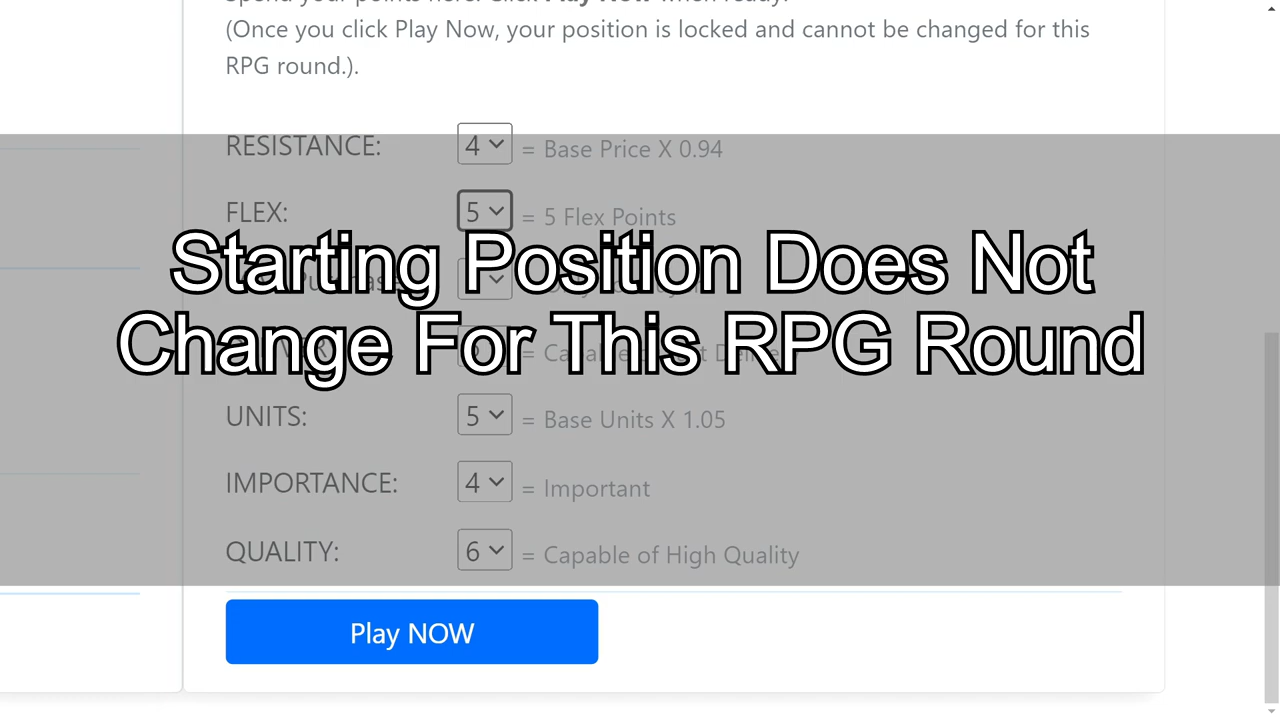 (Once you click Play Now, your position is locked and cannot be changed for this
RPG round.).
RESISTANCE: 4 = Base Price X 0.94
FLEX: 5 = 5 Flex Points
Starting Position Does Not
Change For This RPG Round
UNITS: 5 = Base Units X 1.05
IMPORTANCE: 4 = Important
QUALITY: 6 = Capable of High Quality
Play NOW